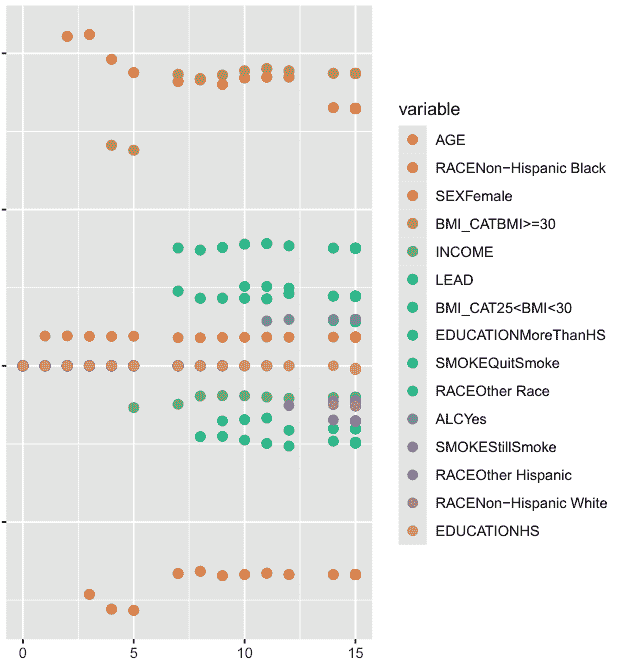 variable
AGE
RACENon−Hispanic Black
SEXFemale
BMI_CATBMI>=30
INCOME
LEAD
BMI_CAT25<BMI<30
EDUCATIONMoreThanHS
SMOKEQuitSmoke
RACEOther Race
ALCYes
SMOKEStillSmoke
RACEOther Hispanic
RACENon−Hispanic White
EDUCATIONHS
0 5 10 15